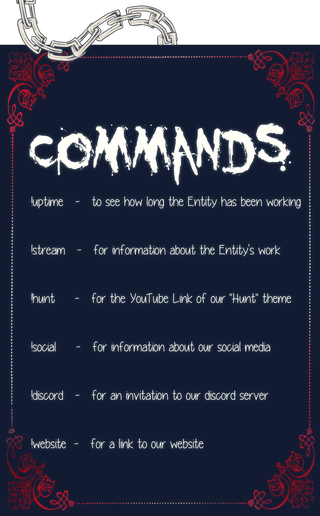 COMMANDS
!uptime - to see how long the Entity has been working
!stream - for information about the Entity's work
!hunt - for the YouTube Link of our "Hunt" theme
!social - for information about our social media
!discord - for an invitation to our discord server
!website - for a link to our website